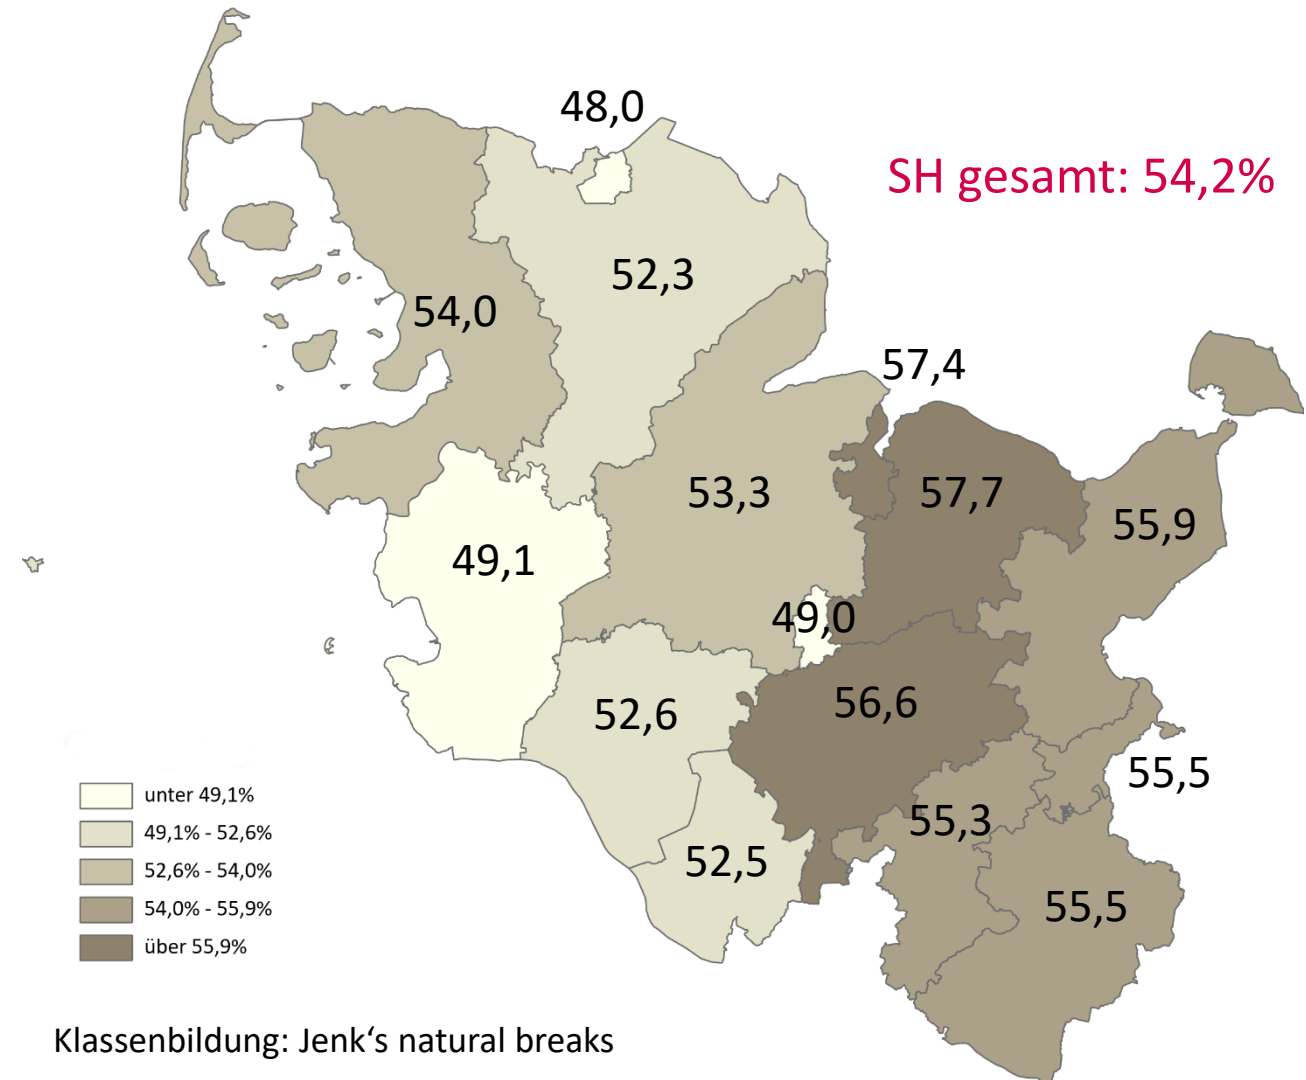 48,0
SH gesamt: 54,2%
52,3
54,0
57,4
53,3
57,7
55,9
49,1
49,0
52,6
56,6
55,5
55,3
52,5
55,5
unter 49,1%
49,1% - 52,6%
52,6% - 54,0%
54,0% - 55,9%
über 55,9%
Klassenbildung: Jenk‘s natural breaks